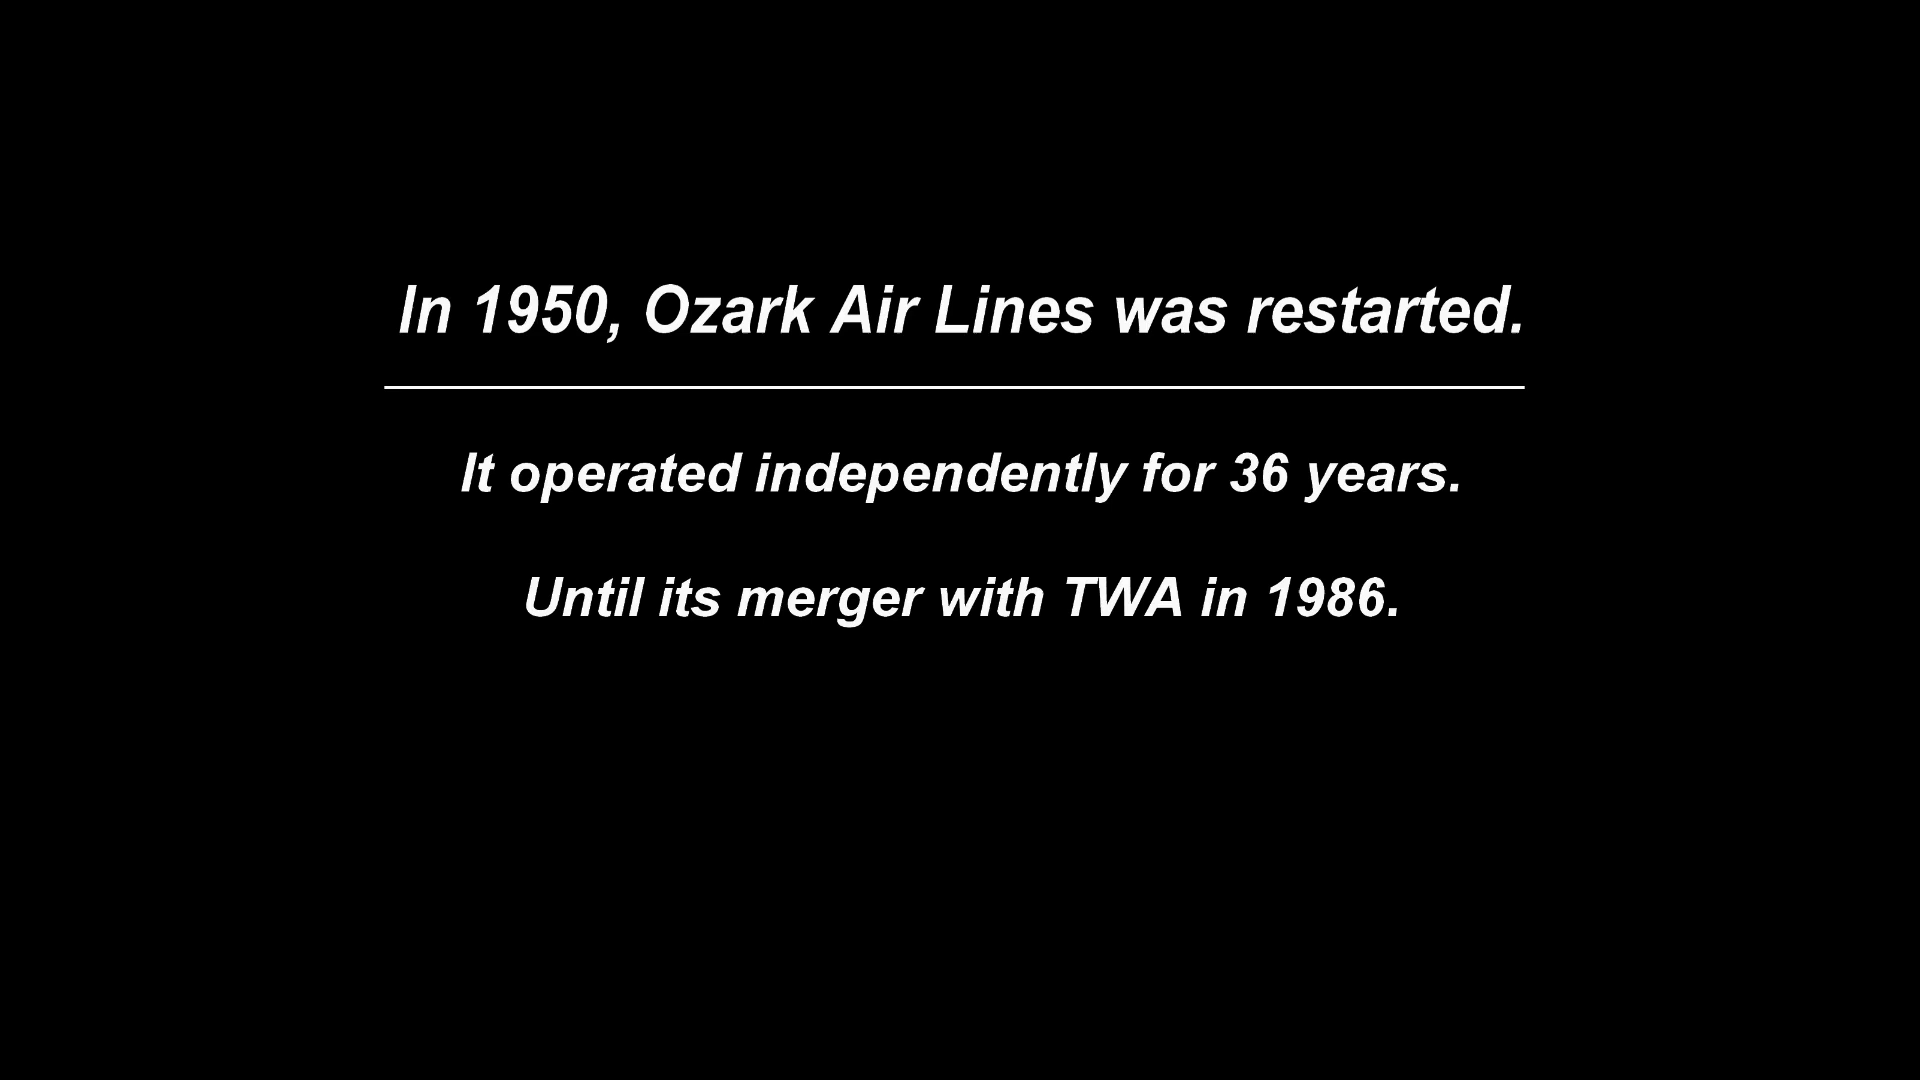 In 1950, Ozark Air Lines was restarted.
It operated independently for 36 years.
Until its merger with TWA in 1986.